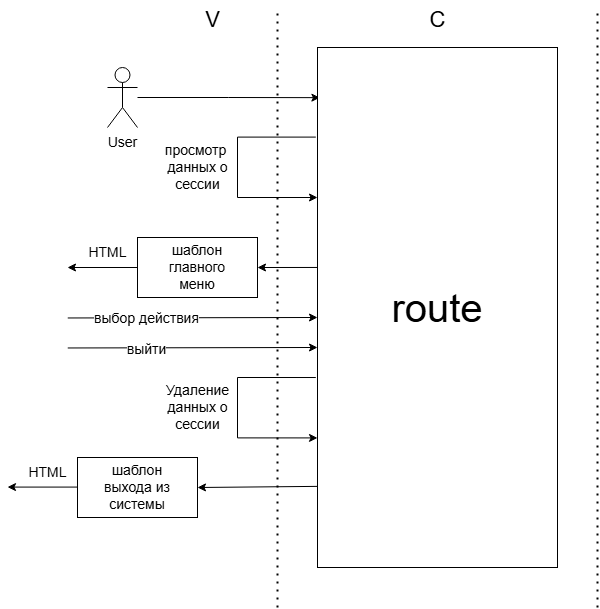 V
C
User
просмотр
данных о
сессии
HTML
шаблон
главного
меню
route
выбор действия
выйти
Удаление
данных о
сессии
HTML
шаблон
выхода из
системы